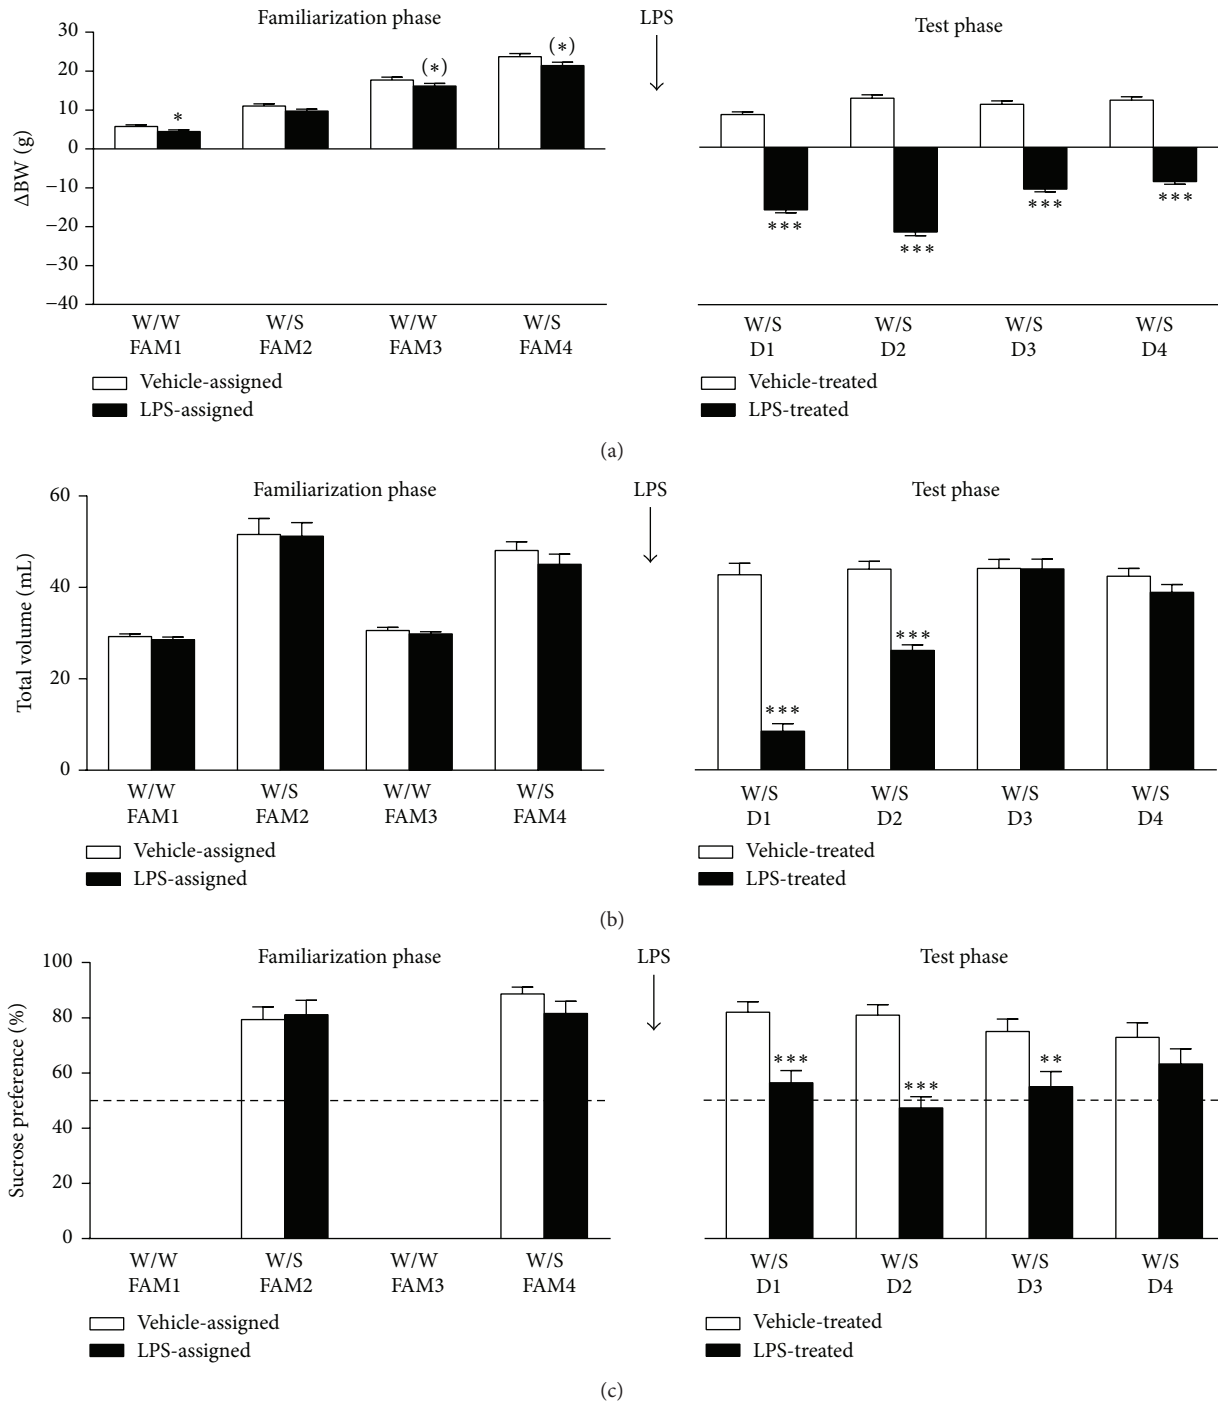 Familiarization phase
LPS
Test phase
ΔBW (g)
30
20
10
0
−10
−20
−30
−40
*
(*)
(*)
***
***
***
***
W/W W/S W/W W/S
FAM1 FAM2 FAM3 FAM4
W/S W/S W/S W/S
D1 D2 D3 D4
Vehicle-assigned
LPS-assigned
Vehicle-treated
LPS-treated
(a)
Familiarization phase
LPS
Test phase
Total volume (mL)
60
40
20
0
***
***
W/W W/S W/W W/S
FAM1 FAM2 FAM3 FAM4
W/S W/S W/S W/S
D1 D2 D3 D4
Vehicle-assigned
LPS-assigned
Vehicle-treated
LPS-treated
(b)
Familiarization phase
LPS
Test phase
Sucrose preference (%)
100
80
60
40
20
0
***
***
**
W/W W/S W/W W/S
FAM1 FAM2 FAM3 FAM4
W/S W/S W/S W/S
D1 D2 D3 D4
Vehicle-assigned
LPS-assigned
Vehicle-treated
LPS-treated
(c)